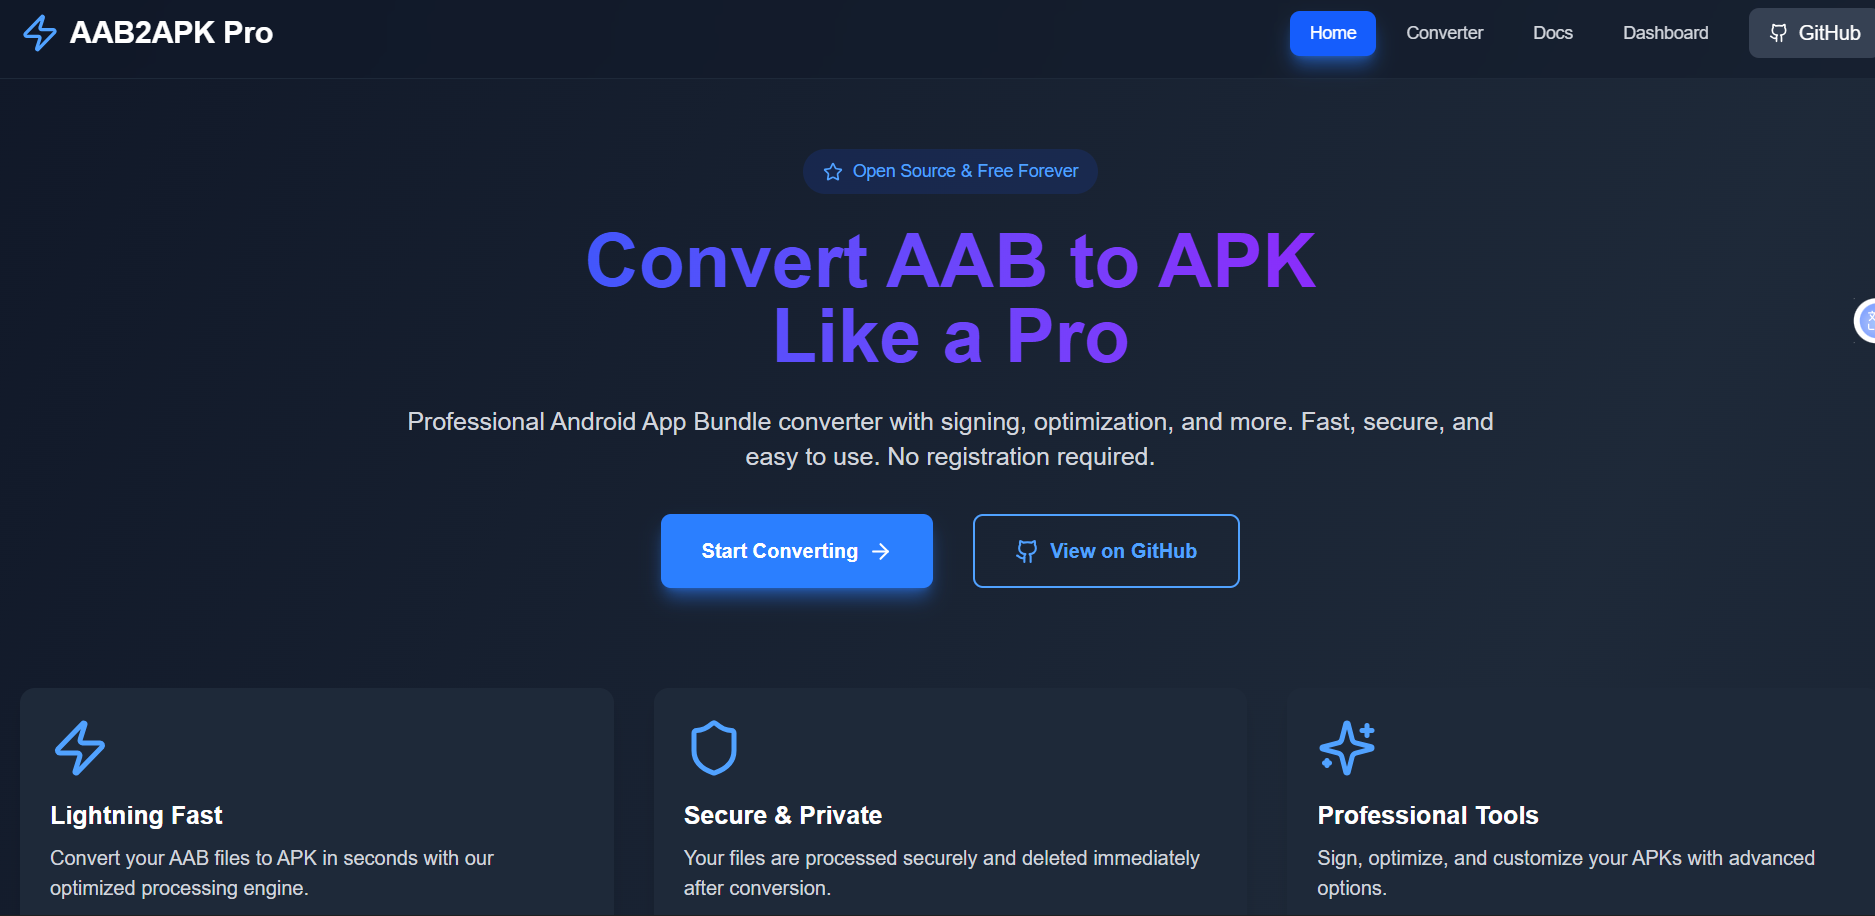 AAB2APK Pro
Home
Converter
Docs
Dashboard
GitHub
Open Source & Free Forever
Convert AAB to APK
Like a Pro
Professional Android App Bundle converter with signing, optimization, and more. Fast, secure, and
easy to use. No registration required.
Start Converting
View on GitHub
Lightning Fast
Convert your AAB files to APK in seconds with our
optimized processing engine.
Secure & Private
Your files are processed securely and deleted immediately
after conversion.
Professional Tools
Sign, optimize, and customize your APKs with advanced
options.